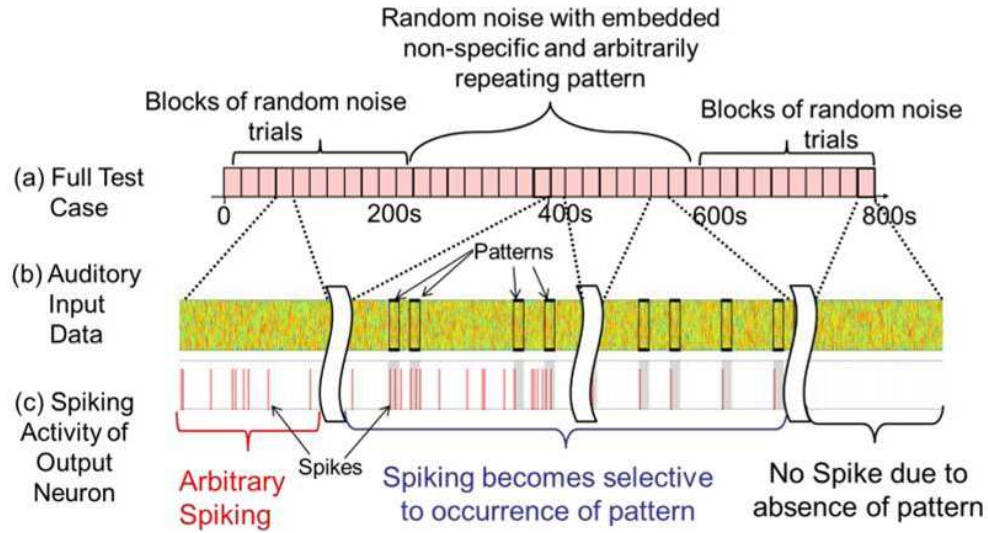 Random noise with embedded
non-specific and arbitrarily
repeating pattern
Blocks of random noise
trials
Blocks of random noise
trials
(a) Full Test
Case
0
200s
400s
600s
800s
(b) Auditory
Input
Data
Patterns
(c) Spiking
Activity of
Output
Neuron
Spikes
Arbitrary
Spiking
Spiking becomes selective
to occurrence of pattern
No Spike due to
absence of pattern